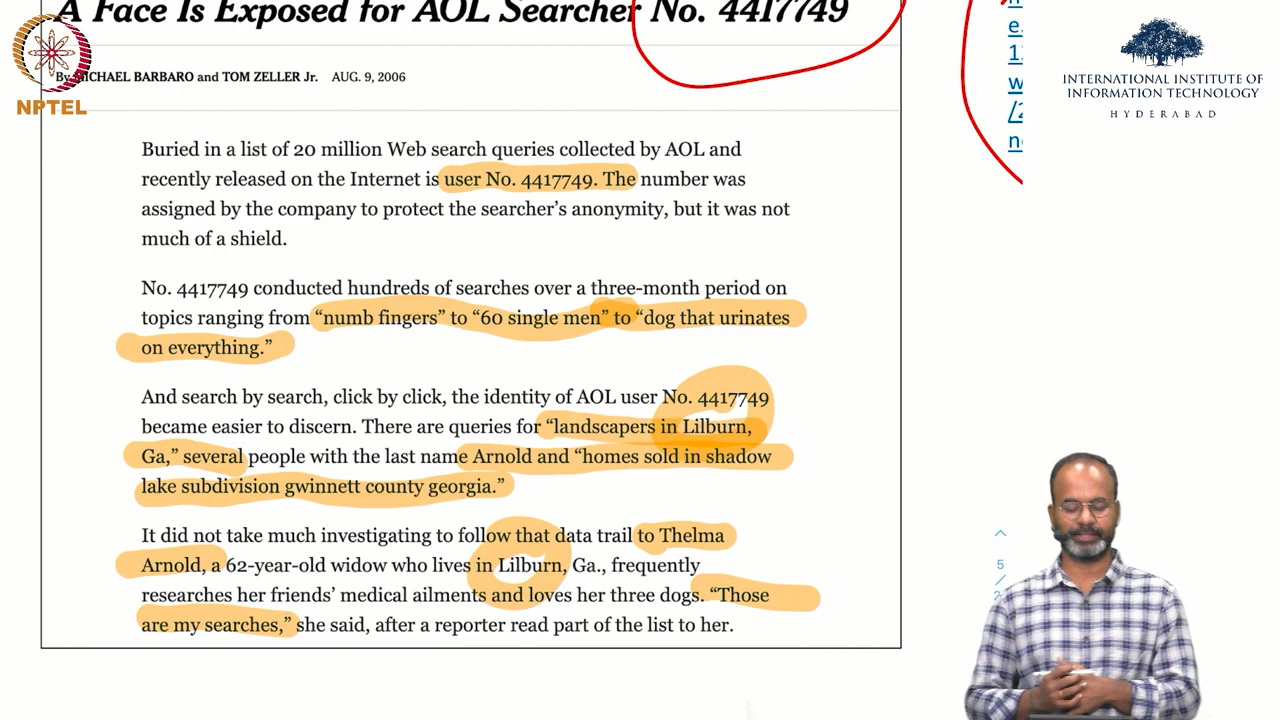 A Face Is Exposed for AOL Searcher No. 4417749
By MICHAEL BARBARO and TOM ZELLER Jr. AUG. 9, 2006
NPTEL
Buried in a list of 20 million Web search queries collected by AOL and
recently released on the Internet is user No. 4417749. The number was
assigned by the company to protect the searcher’s anonymity, but it was not
much of a shield.
No. 4417749 conducted hundreds of searches over a three-month period on
topics ranging from “numb fingers” to “60 single men” to “dog that urinates
on everything.”
And search by search, click by click, the identity of AOL user No. 4417749
became easier to discern. There are queries for “landscapers in Lilburn,
Ga,” several people with the last name Arnold and “homes sold in shadow
lake subdivision gwinnett county georgia.”
It did not take much investigating to follow that data trail to Thelma
Arnold, a 62-year-old widow who lives in Lilburn, Ga., frequently
researches her friends’ medical ailments and loves her three dogs. “Those
are my searches,” she said, after a reporter read part of the list to her.
INTERNATIONAL INSTITUTE OF
INFORMATION TECHNOLOGY
HYDERABAD
5
/